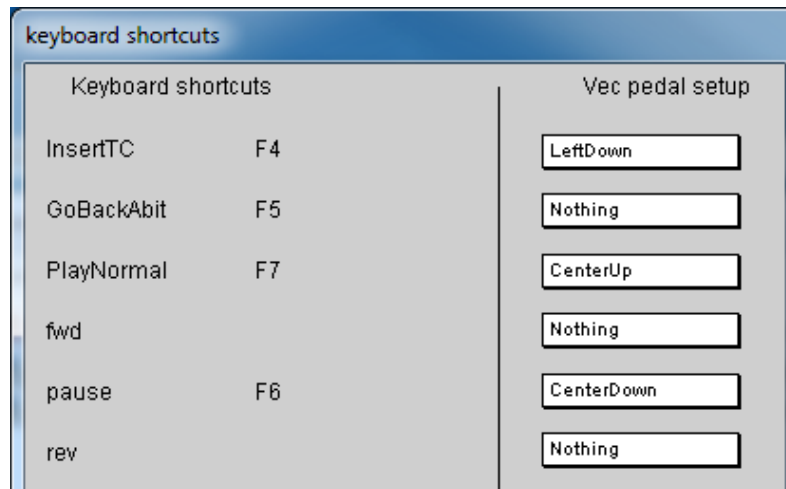 keyboard shortcuts
Keyboard shortcuts Vec pedal setup
InsertTC F4 LeftDown
GoBackAbit F5 Nothing
PlayNormal F7 CenterUp
fwd Nothing
pause F6 CenterDown
rev Nothing